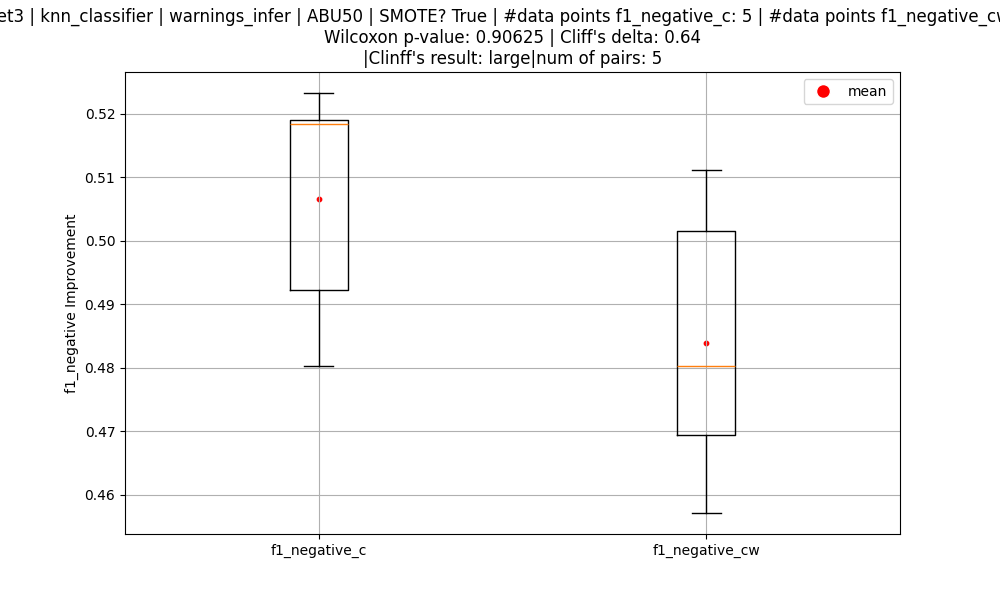 et3 | knn_classifier | warnings_infer | ABU50 | SMOTE? True | #data points f1_negative_c: 5 | #data points f1_negative_cw
Wilcoxon p-value: 0.90625 | Cliff's delta: 0.64
|Clinff's result: large|num of pairs: 5
mean
0.52
0.51
0.50
0.49
0.48
0.47
0.46
f1_negative Improvement
f1_negative_c
f1_negative_cw